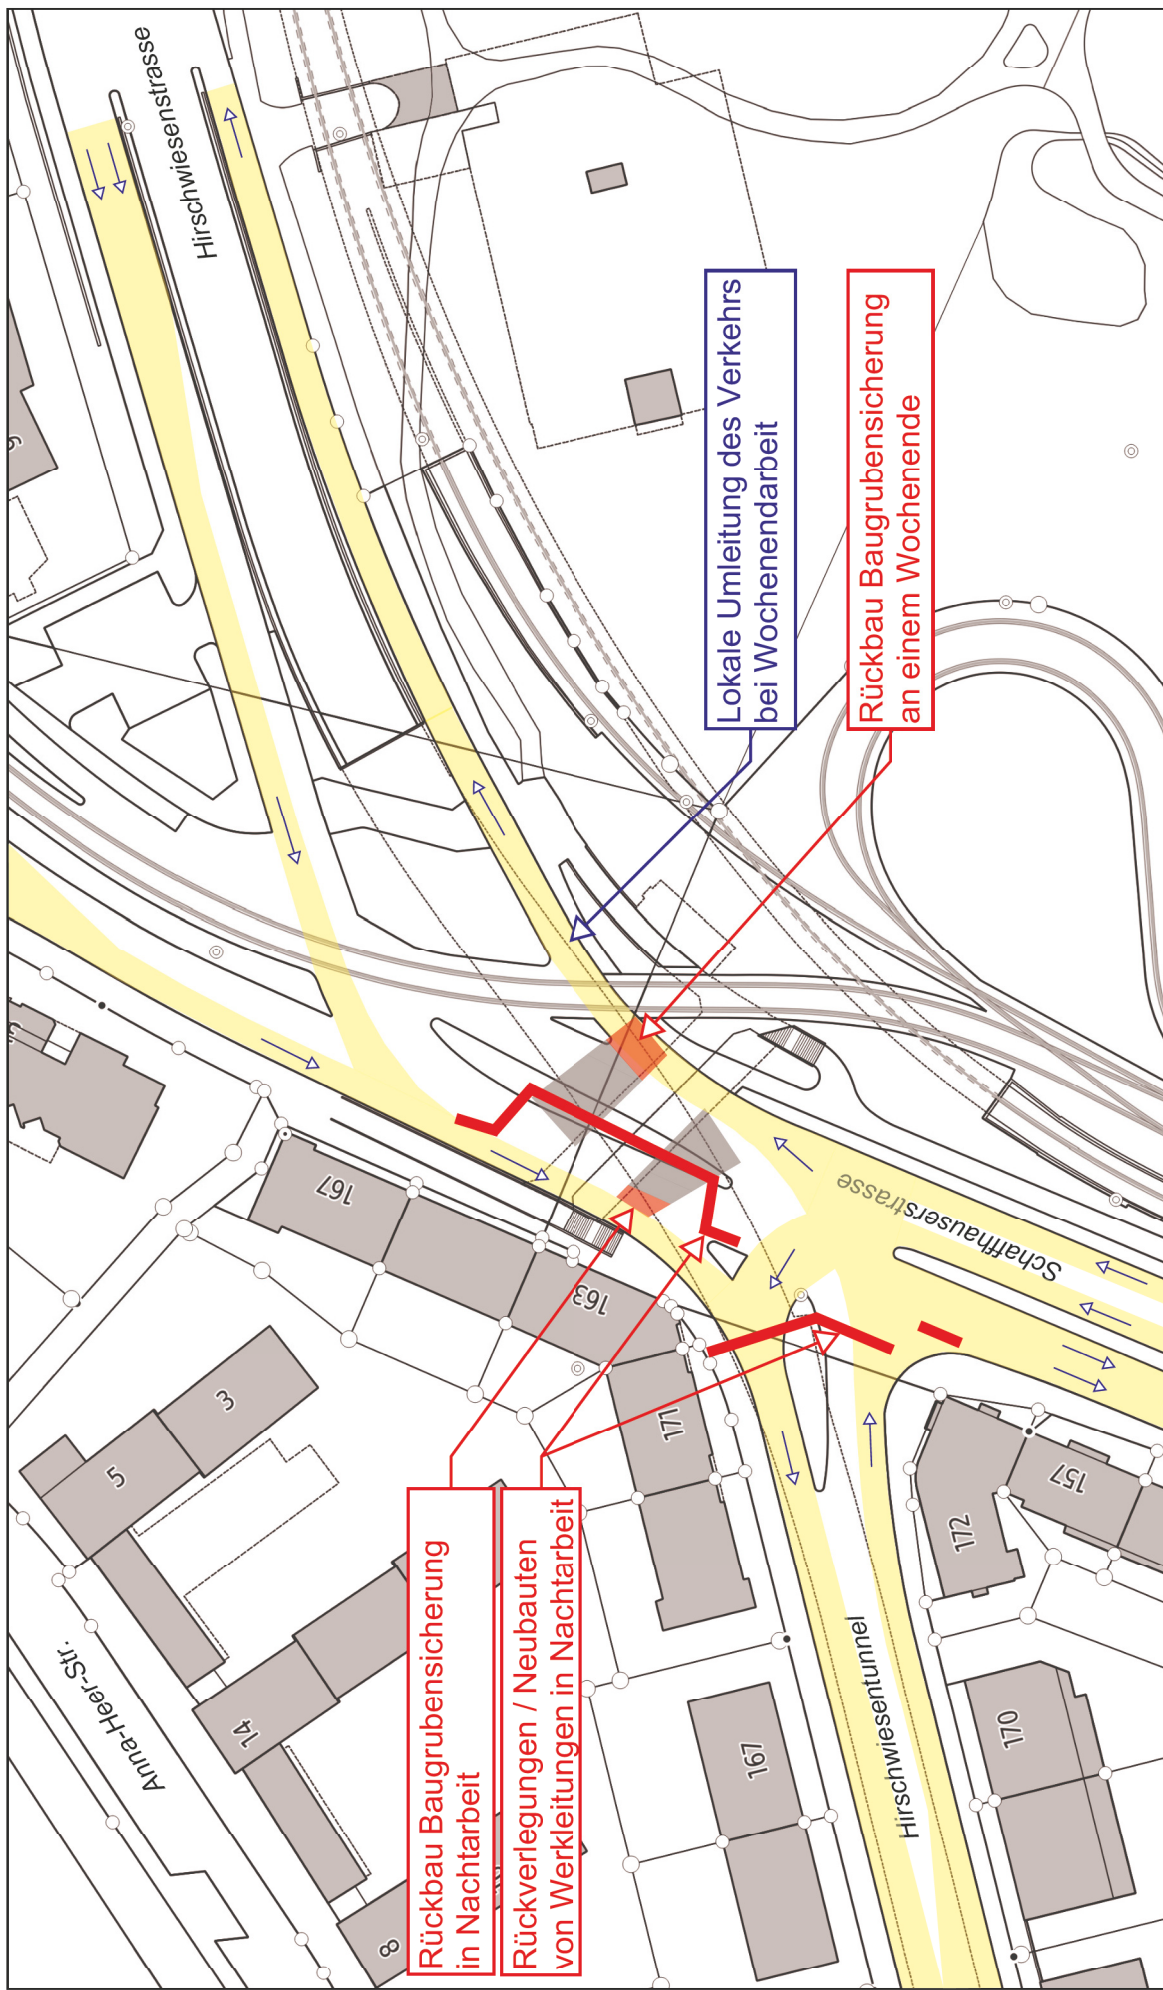 Anna-Heer-Str.
8
14
5
3
167
163
171
167
Rückbau Baugrubensicherung
in Nachtarbeit
Rückverlegungen / Neubauten
von Werkleitungen in Nachtarbeit
Hirschwiesentunnel
170
172
157
Schaffhauserstrasse
Hirschwiesenstrasse
Lokale Umleitung des Verkehrs
bei Wochenendarbeit
Rückbau Baugrubensicherung
an einem Wochenende